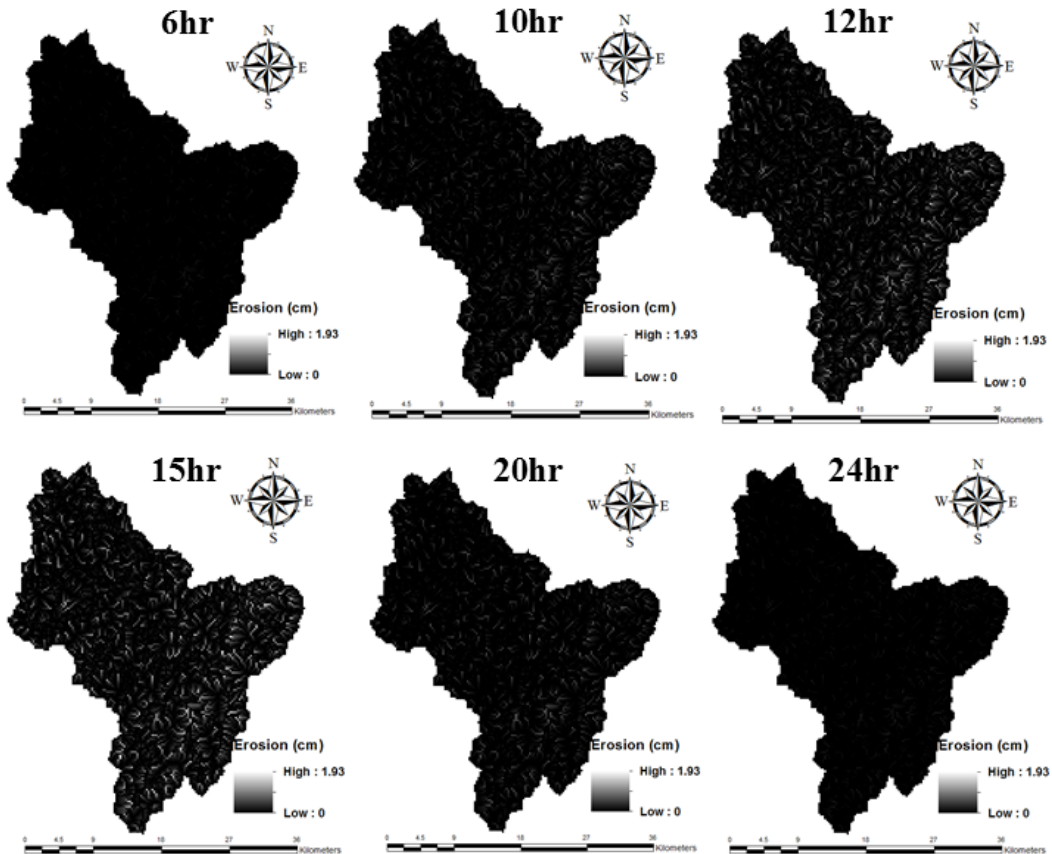 6hr
N
W E
S
Erosion (cm)
High : 1.93
Low : 0
0 4.5 9 18 27 36
Kilometers
10hr
N
W E
S
Erosion (cm)
High : 1.93
Low : 0
0 4.5 9 18 27 36
Kilometers
12hr
N
W E
S
Erosion (cm)
High : 1.93
Low : 0
0 4.5 9 18 27 36
Kilometers
15hr
N
W E
S
Erosion (cm)
High : 1.93
Low : 0
0 4.5 9 18 27 36
Kilometers
20hr
N
W E
S
Erosion (cm)
High : 1.93
Low : 0
0 4.5 9 18 27 36
Kilometers
24hr
N
W E
S
Erosion (cm)
High : 1.93
Low : 0
0 4.5 9 18 27 36
Kilometers